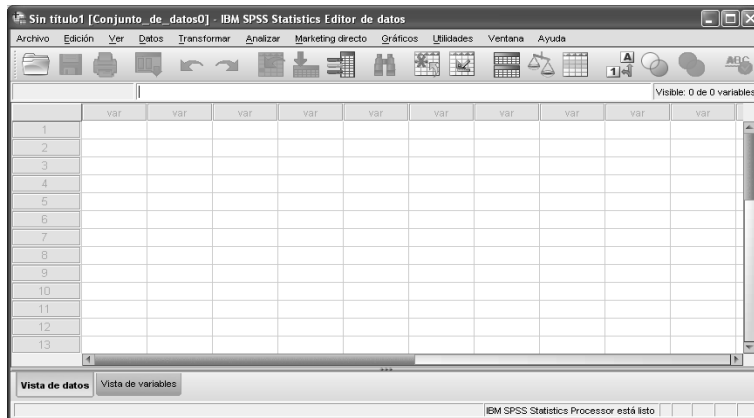 Sin título1 [Conjunto_de_datos0] - IBM SPSS Statistics Editor de datos
Archivo Edición Ver Datos Transformar Analizar Marketing directo Gráficos Utilidades Ventana Ayuda
A
1
ABC
Visible: 0 de 0 variables
var var var var var var var var var
1
2
3
4
5
6
7
8
9
10
11
12
13
Vista de datos Vista de variables
IBM SPSS Statistics Processor está listo